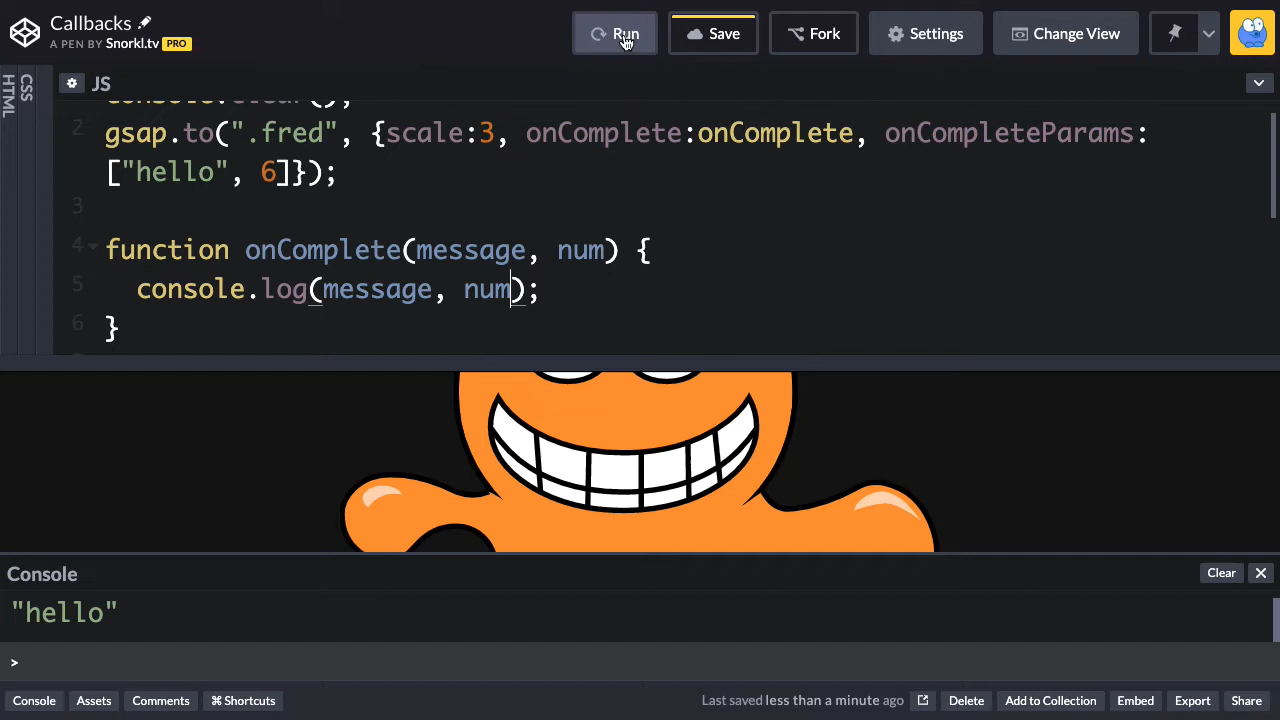 Callbacks
A PEN BY Snorkl.tv PRO
Run
Save
Fork
Settings
Change View
HTML
CSS
JS
console.clear();
2 gsap.to(".fred", {scale:3, onComplete:onComplete, onCompleteParams:
["hello", 6]});
3
4 function onComplete(message, num) {
5 console.log(message, num);
6 }
Console
Clear
"hello"
>
Console
Assets
Comments
⌘ Shortcuts
Last saved less than a minute ago
Delete
Add to Collection
Embed
Export
Share